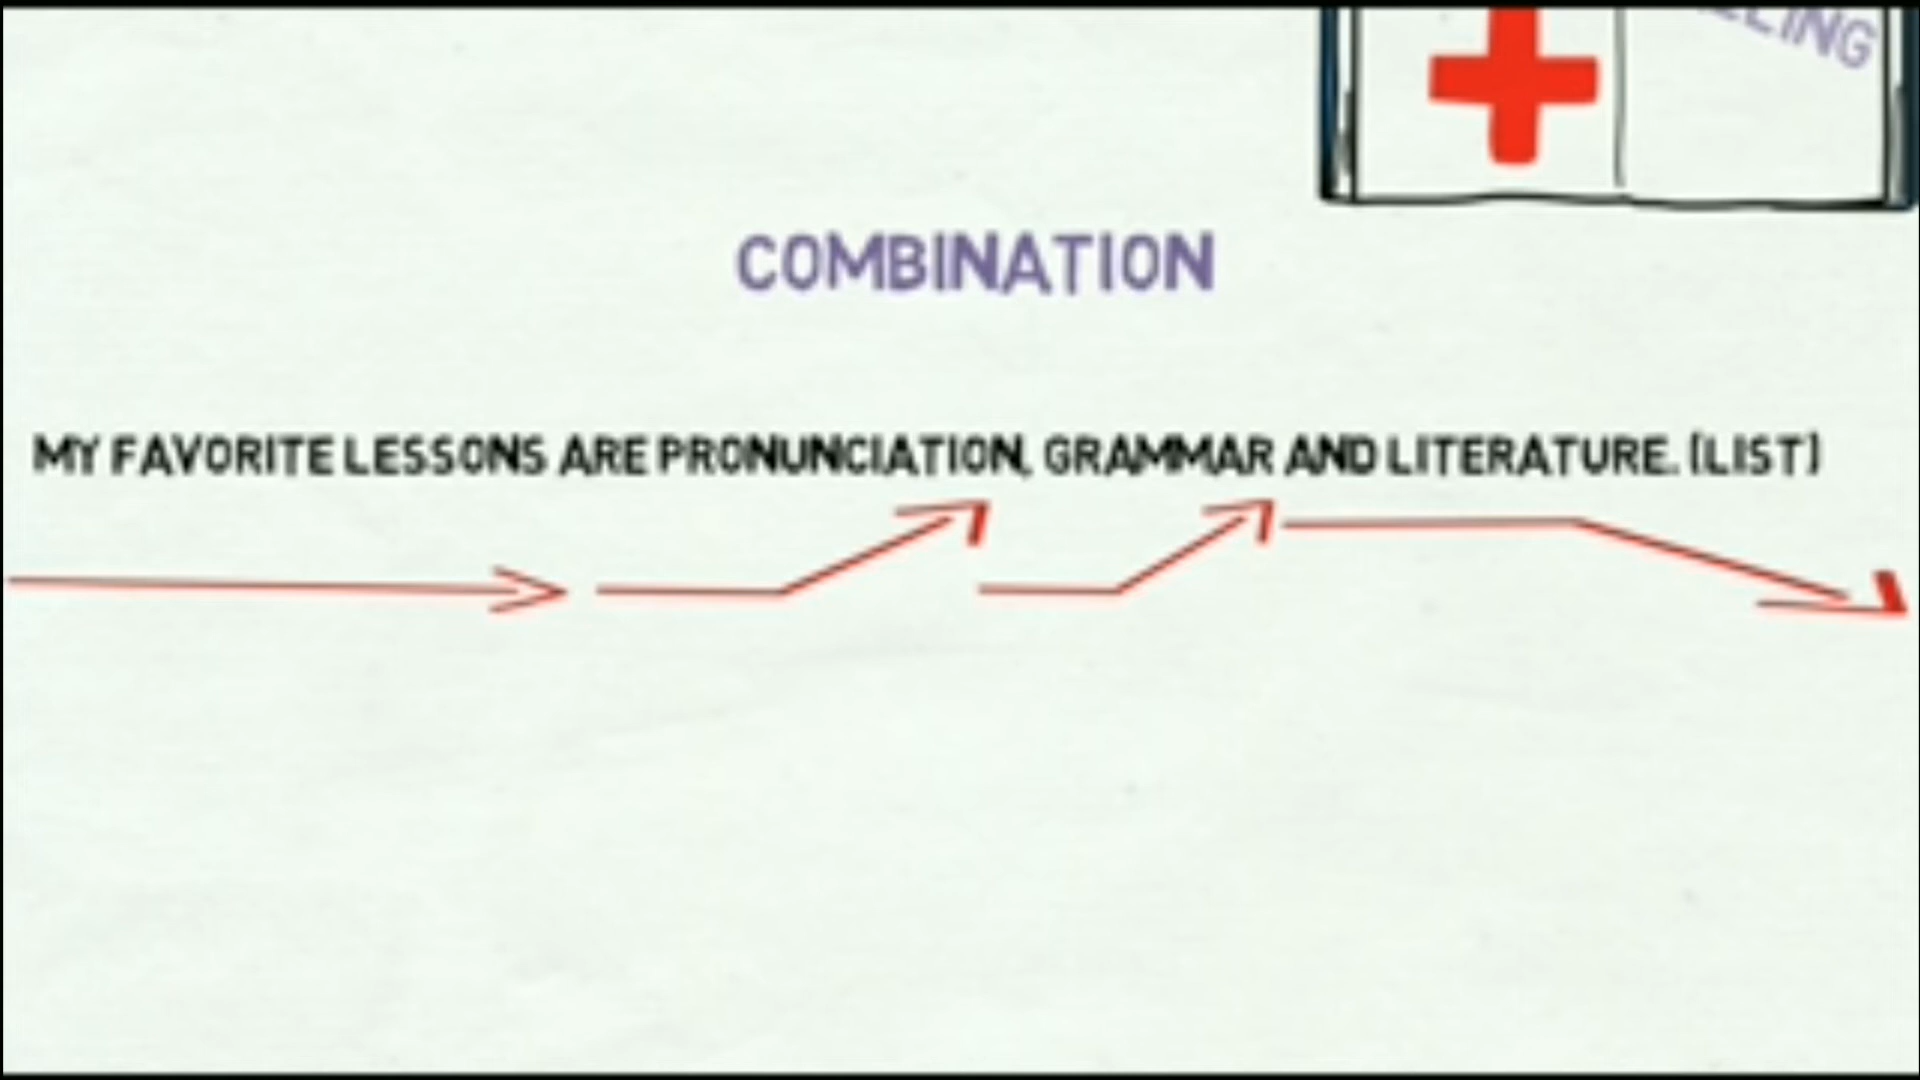 COMBINATION
MY FAVORITE LESSONS ARE PRONUNCIATION, GRAMMAR AND LITERATURE. (LIST)